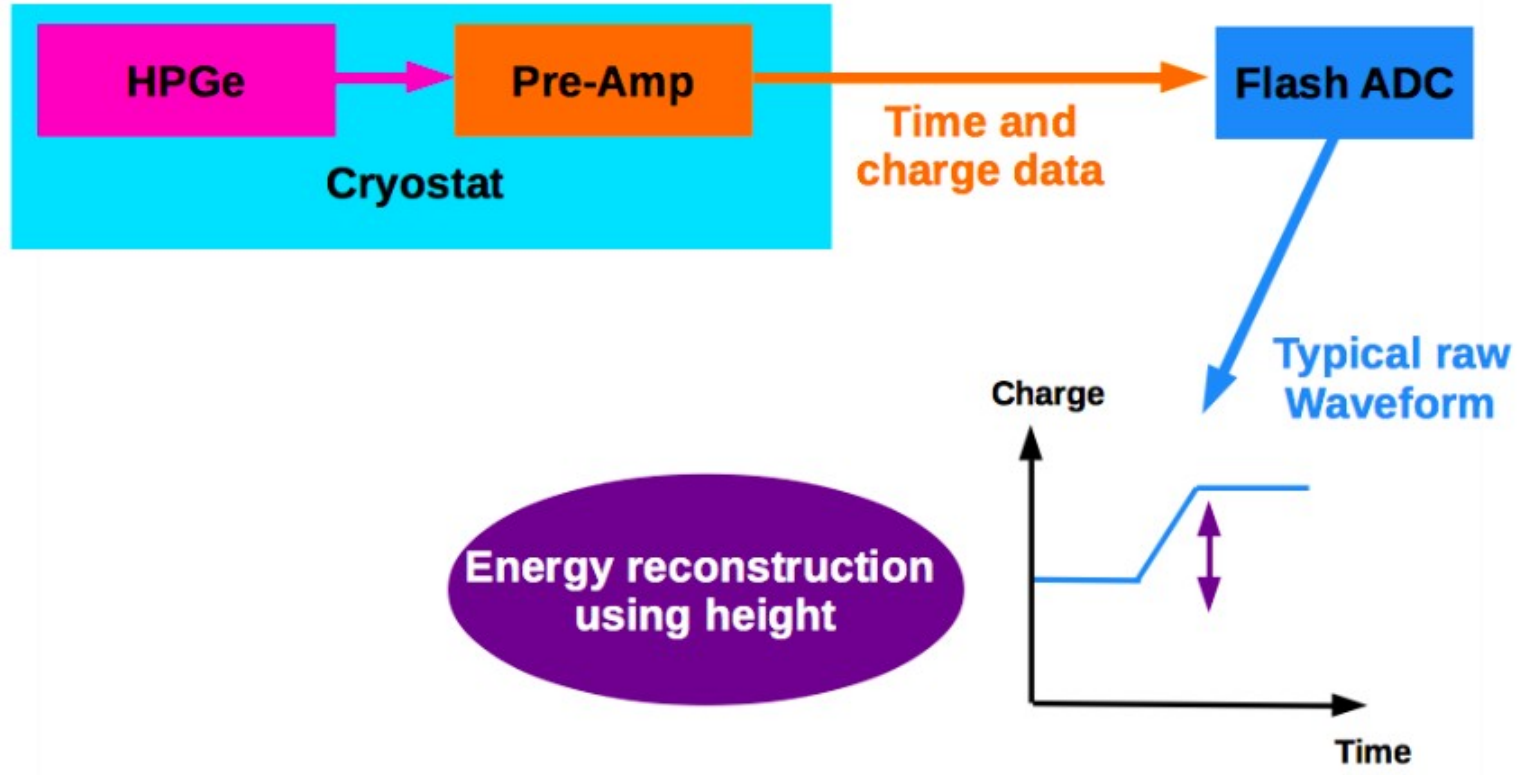 HPGe
Pre-Amp
Flash ADC
Cryostat
Time and
charge data
Typical raw
Waveform
Charge
Energy reconstruction
using height
Time